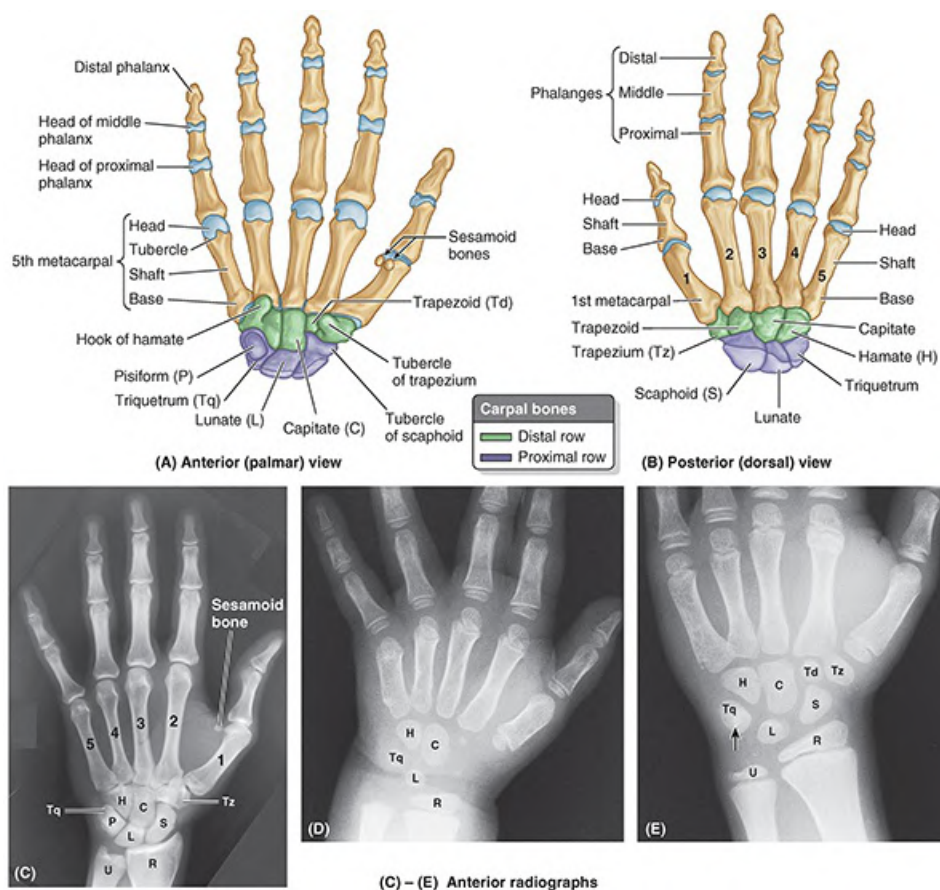 Distal phalanx
Head of middle
phalanx
Head of proximal
phalanx
5th metacarpal
Head
Tubercle
Shaft
Base
Hook of hamate
Pisiform (P)
Triquetrum (Tq)
Lunate (L)
Capitate (C)
Sesamoid
bones
Trapezoid (Td)
Tubercle
of trapezium
Tubercle
of scaphoid
(A) Anterior (palmar) view
Carpal bones
Distal row
Proximal row
Phalanges
Distal
Middle
Proximal
Head
Shaft
Base
1 2 3 4 5
1st metacarpal
Trapezoid
Trapezium (Tz)
Scaphoid (S)
Lunate
Head
Shaft
Base
Capitate
Hamate (H)
Triquetrum
(B) Posterior (dorsal) view
Sesamoid
bone
5 4 3 2 1
Tq H C Tz
P S
L
U R
(C)
H
C
Tq
L
R
(D)
H C Td Tz
Tq S
L
R
U
(E)
(C) – (E) Anterior radiographs